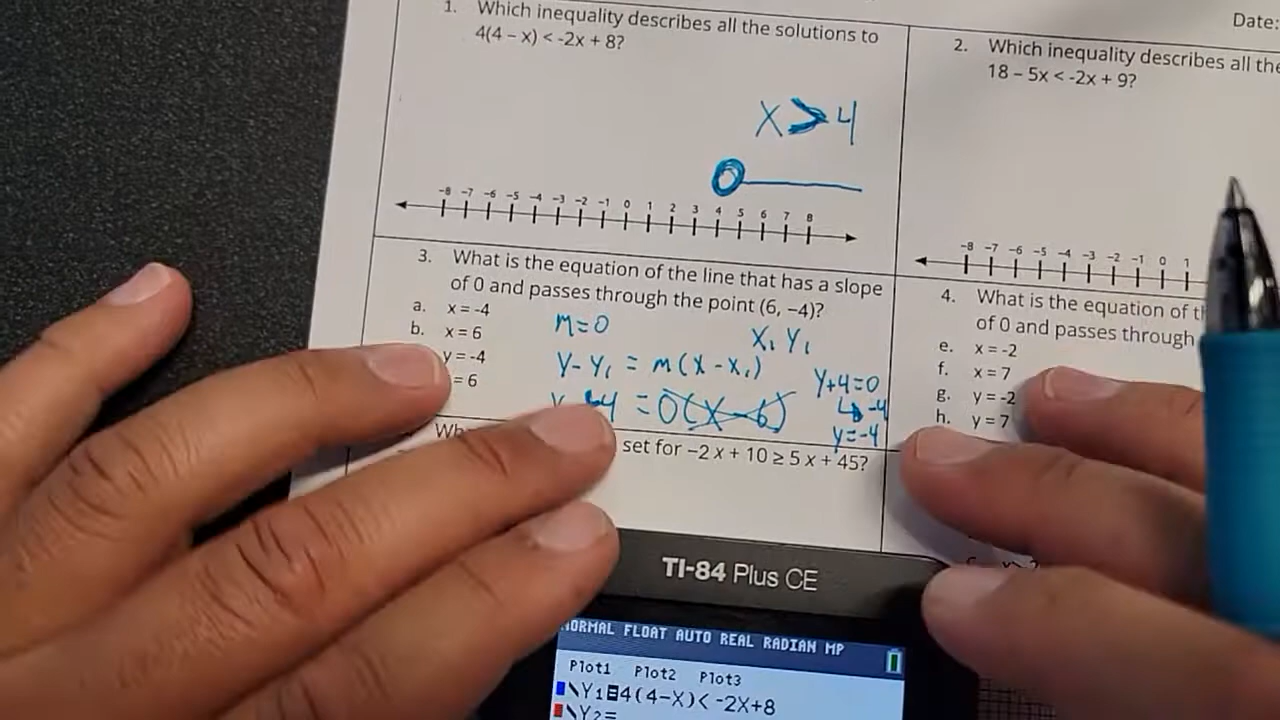 Date:
1. Which inequality describes all the solutions to
4(4 – x) < -2x + 8?
x > 4
-8 -7 -6 -5 -4 -3 -2 -1 0 1 2 3 4 5 6 7 8
2. Which inequality describes all the
18 – 5x < -2x + 9?
-8 -7 -6 -5 -4 -3 -2 -1 0 1
3. What is the equation of the line that has a slope
of 0 and passes through the point (6, –4)?
a. x = -4
b. x = 6
y = -4
= 6
m=0
x₁ y₁
y-y₁ = m(x-x₁)
= 0(x-6)
y+4=0
-4
y=-4
4. What is the equation of
of 0 and passes through
e. x = -2
f. x = 7
g. y = -2
h. y = 7
set for –2 x + 10 ≥ 5 x + 45?
TI-84 Plus CE
NORMAL FLOAT AUTO REAL RADIAN MP
Plot1 Plot2 Plot3
\Y₁=4(4-X)< -2X+8
\Y₂=